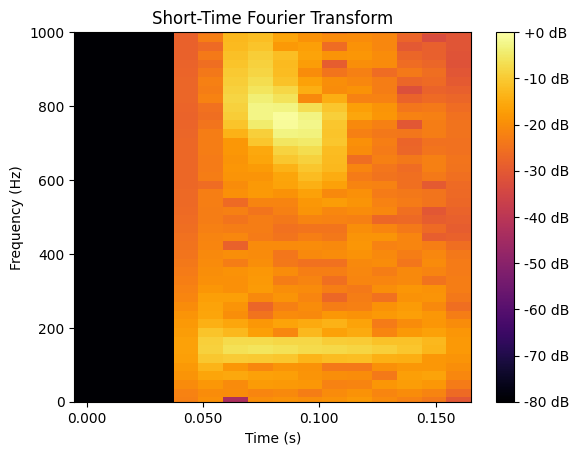 Short-Time Fourier Transform
Frequency (Hz)
1000
800
600
400
200
0
0.000
0.050
0.100
0.150
Time (s)
+0 dB
-10 dB
-20 dB
-30 dB
-40 dB
-50 dB
-60 dB
-70 dB
-80 dB